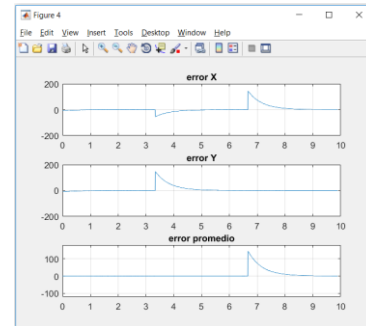 Figure 4
File Edit View Insert Tools Desktop Window Help
error X
200
0
-200
0 1 2 3 4 5 6 7 8 9 10
error Y
200
0
-200
0 1 2 3 4 5 6 7 8 9 10
error promedio
100
0
-100
0 1 2 3 4 5 6 7 8 9 10